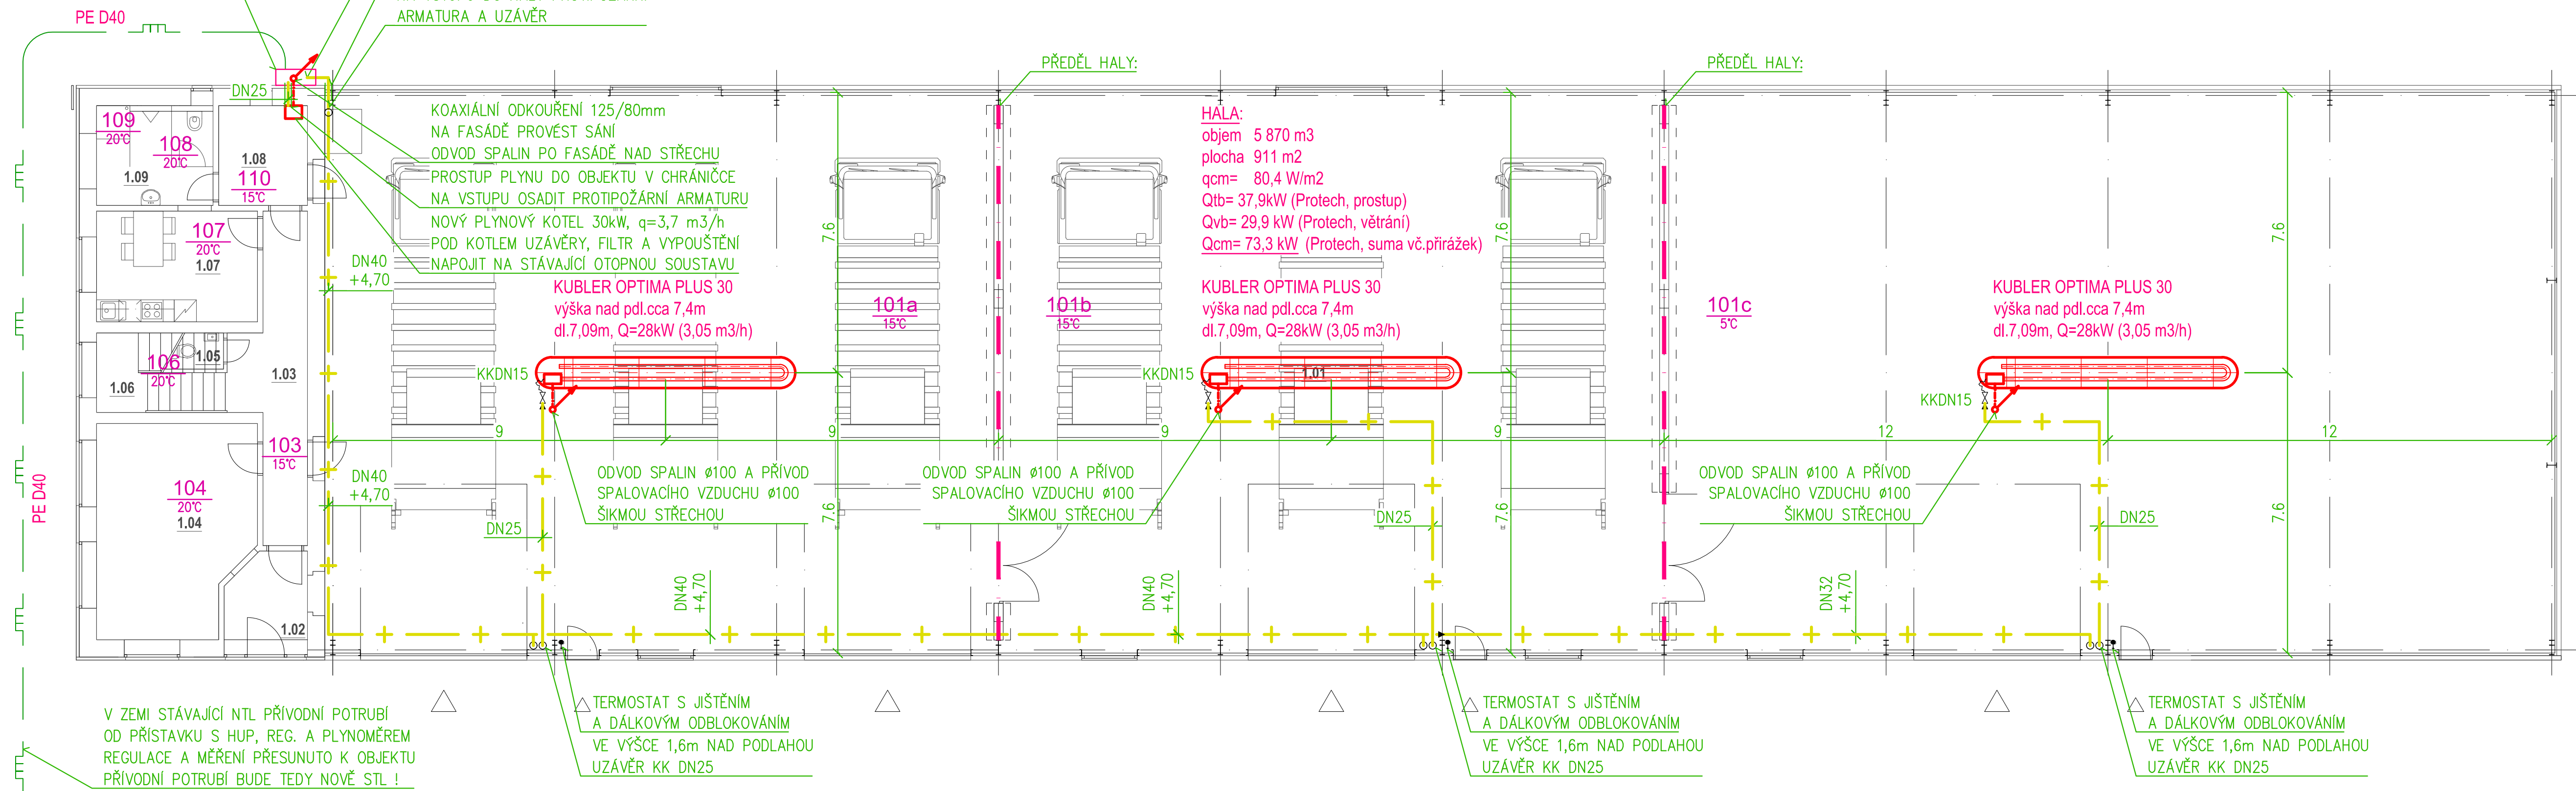 PE D40
ARMATURA A UZÁVĚR
PŘEDĚL HALY:
PŘEDĚL HALY:
DN25
KOAXIÁLNÍ ODKOUŘENÍ 125/80mm
NA FASÁDĚ PROVÉST SÁNÍ
ODVOD SPALIN PO FASÁDĚ NAD STŘECHU
PROSTUP PLYNU DO OBJEKTU V CHRÁNIČCE
NA VSTUPU OSADIT PROTIPOŽÁRNÍ ARMATURU
NOVÝ PLYNOVÝ KOTEL 30kW, q=3,7 m3/h
POD KOTLEM UZÁVĚRY, FILTR A VYPOUŠTĚNÍ
NAPOJIT NA STÁVAJÍCÍ OTOPNOU SOUSTAVU
HALA:
objem 5 870 m3
plocha 911 m2
qcm= 80,4 W/m2
Qtb= 37,9kW (Protech, prostup)
Qvb= 29,9 kW (Protech, větrání)
Qcm= 73,3 kW (Protech, suma vč.přirážek)
109
20°C
108
20°C
1.09
1.08
110
15°C
107
20°C
1.07
106
20°C
1.05
1.06
1.03
103
15°C
104
20°C
1.04
1.02
DN40
+4,70
DN40
+4,70
KUBLER OPTIMA PLUS 30
výška nad pdl.cca 7,4m
dl.7,09m, Q=28kW (3,05 m3/h)
KUBLER OPTIMA PLUS 30
výška nad pdl.cca 7,4m
dl.7,09m, Q=28kW (3,05 m3/h)
KUBLER OPTIMA PLUS 30
výška nad pdl.cca 7,4m
dl.7,09m, Q=28kW (3,05 m3/h)
101a
15°C
101b
15°C
101c
5°C
7.6
7.6
7.6
KKDN15
KKDN15
1.01
KKDN15
9
9
9
9
12
12
ODVOD SPALIN ø100 A PŘÍVOD
SPALOVACÍHO VZDUCHU ø100
ŠIKMOU STŘECHOU
ODVOD SPALIN ø100 A PŘÍVOD
SPALOVACÍHO VZDUCHU ø100
ŠIKMOU STŘECHOU
ODVOD SPALIN ø100 A PŘÍVOD
SPALOVACÍHO VZDUCHU ø100
ŠIKMOU STŘECHOU
7.6
7.6
7.6
DN25
DN25
DN25
PE D40
DN40
+4,70
DN40
+4,70
DN32
+4,70
V ZEMI STÁVAJÍCÍ NTL PŘÍVODNÍ POTRUBÍ
OD PŘÍSTAVKU S HUP, REG. A PLYNOMĚREM
REGULACE A MĚŘENÍ PŘESUNUTO K OBJEKTU
PŘÍVODNÍ POTRUBÍ BUDE TEDY NOVĚ STL !
TERMOSTAT S JIŠTĚNÍM
A DÁLKOVÝM ODBLOKOVÁNÍM
VE VÝŠCE 1,6m NAD PODLAHOU
UZÁVĚR KK DN25
TERMOSTAT S JIŠTĚNÍM
A DÁLKOVÝM ODBLOKOVÁNÍM
VE VÝŠCE 1,6m NAD PODLAHOU
UZÁVĚR KK DN25
TERMOSTAT S JIŠTĚNÍM
A DÁLKOVÝM ODBLOKOVÁNÍM
VE VÝŠCE 1,6m NAD PODLAHOU
UZÁVĚR KK DN25